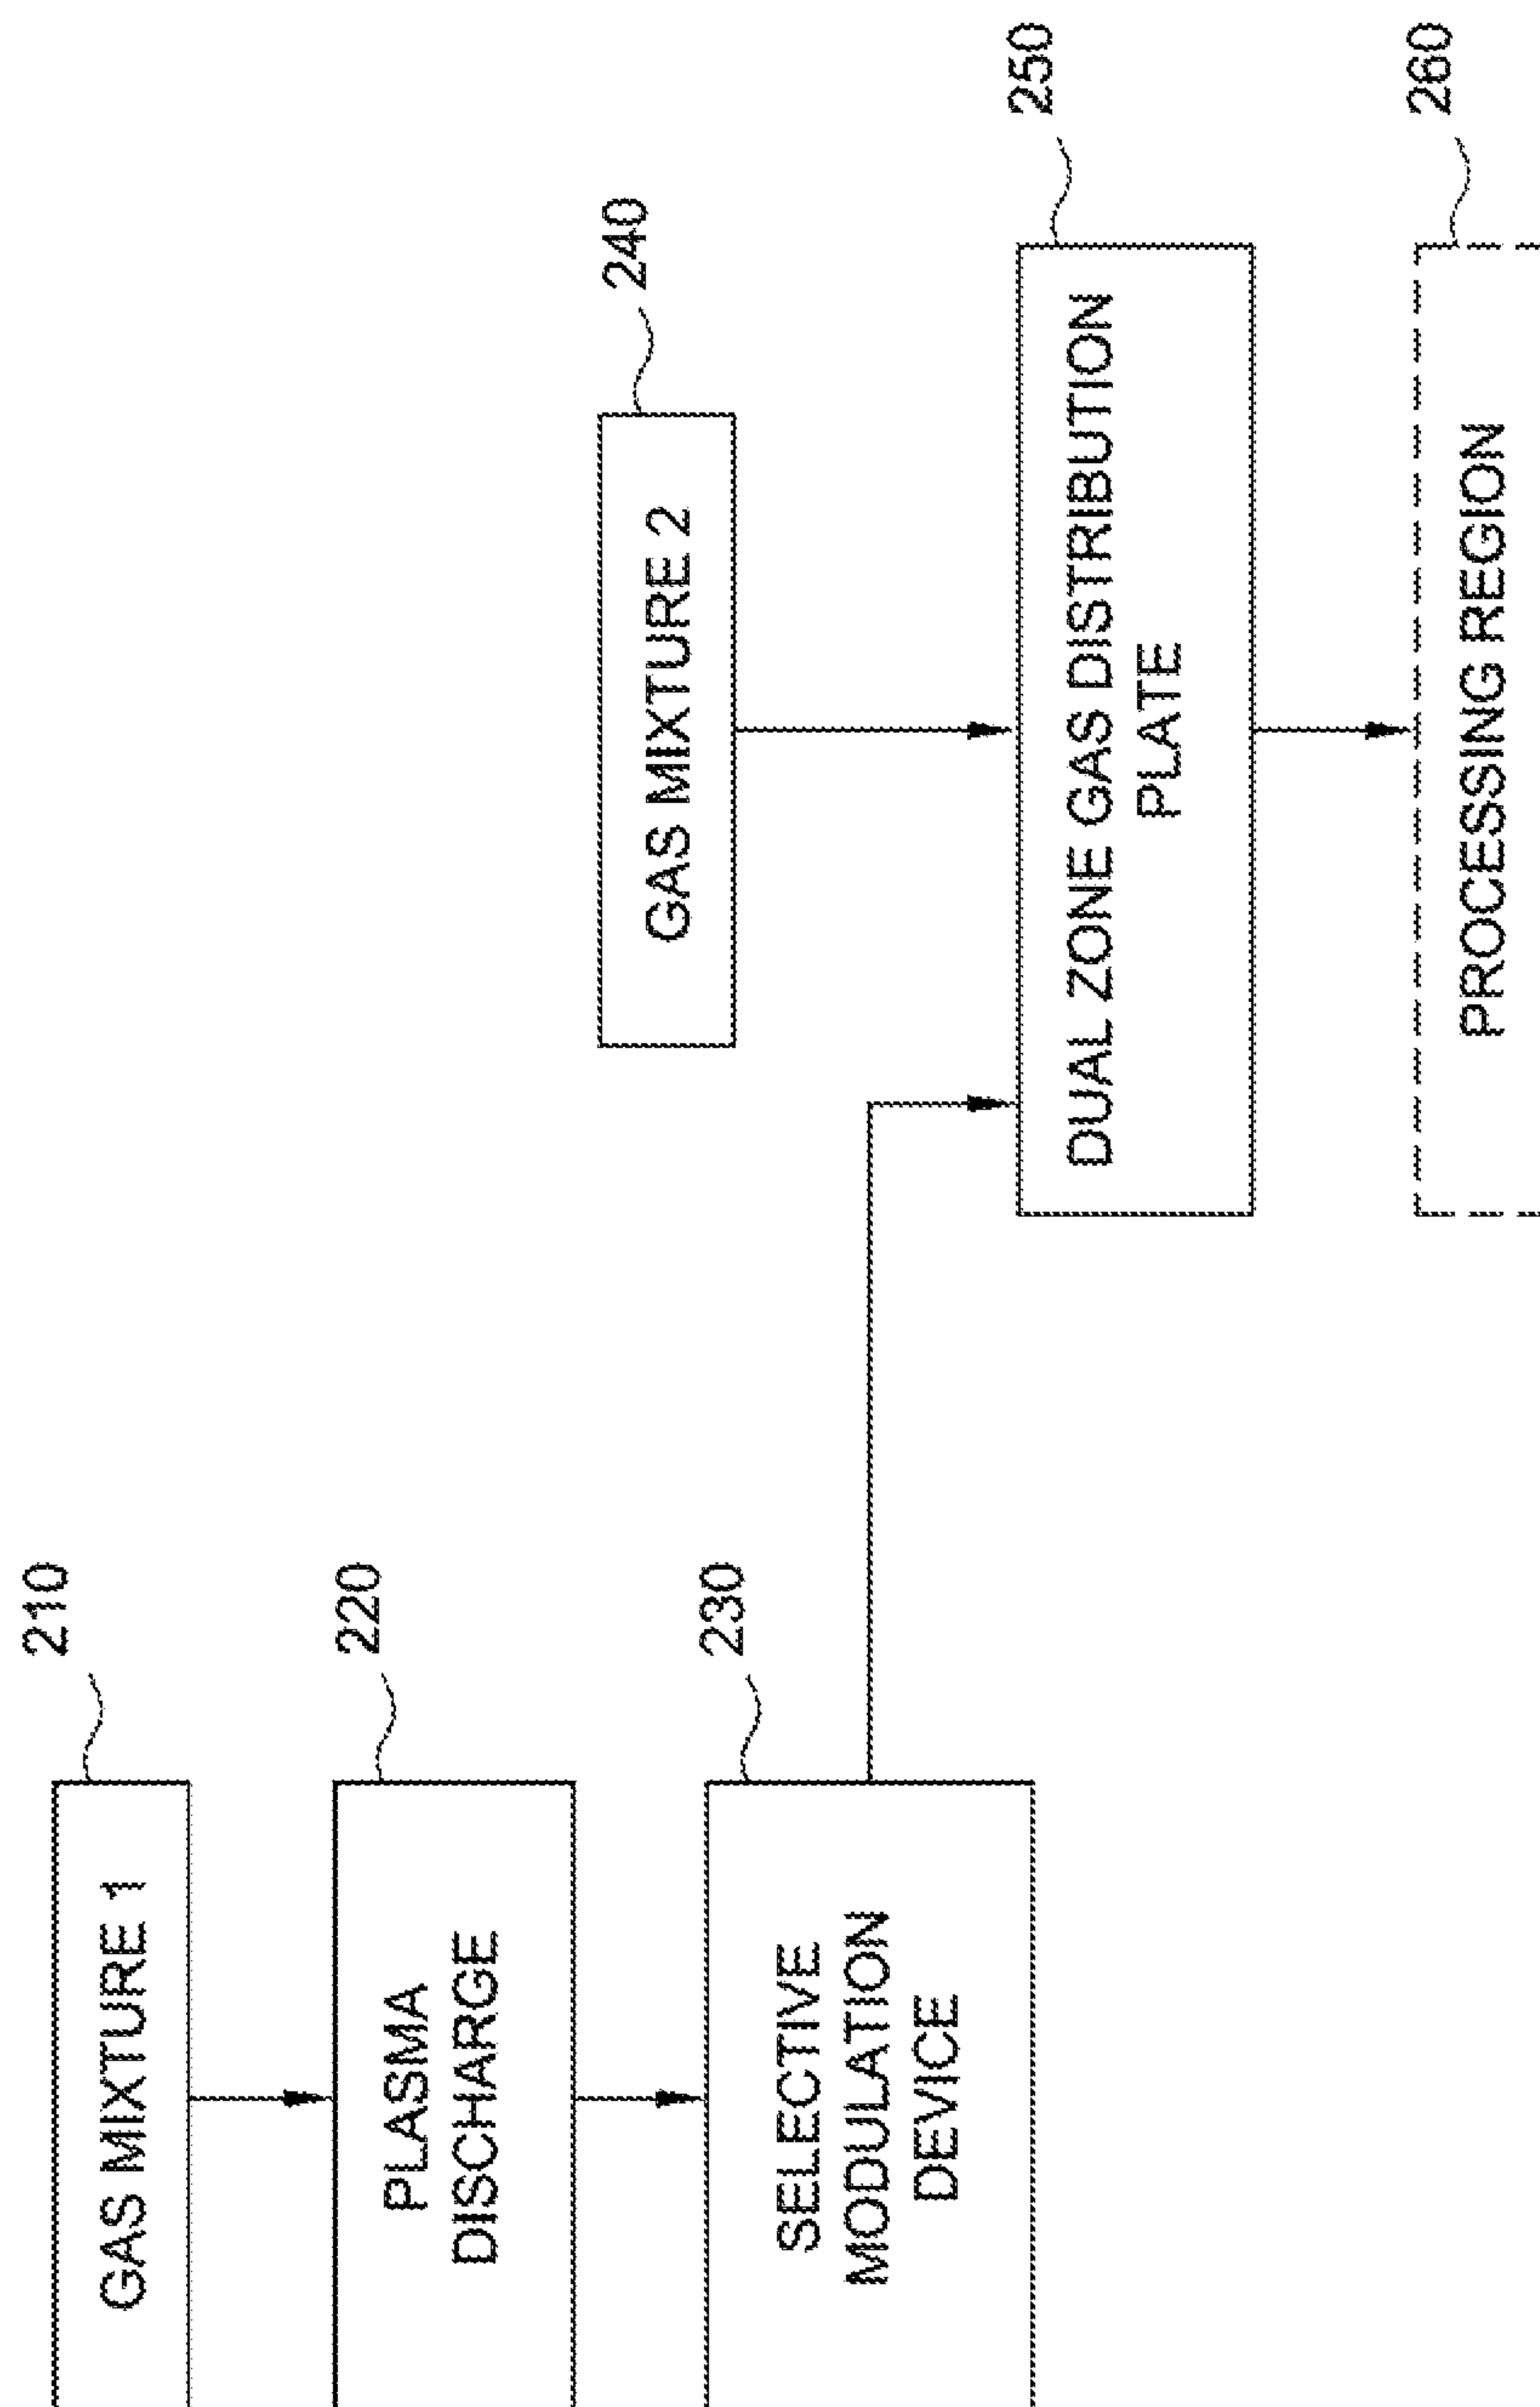 210
GAS MIXTURE 1
220
PLASMA
DISCHARGE
230
SELECTIVE
MODULATION
DEVICE
240
GAS MIXTURE 2
250
DUAL ZONE GAS DISTRIBUTION
PLATE
260
PROCESSING REGION